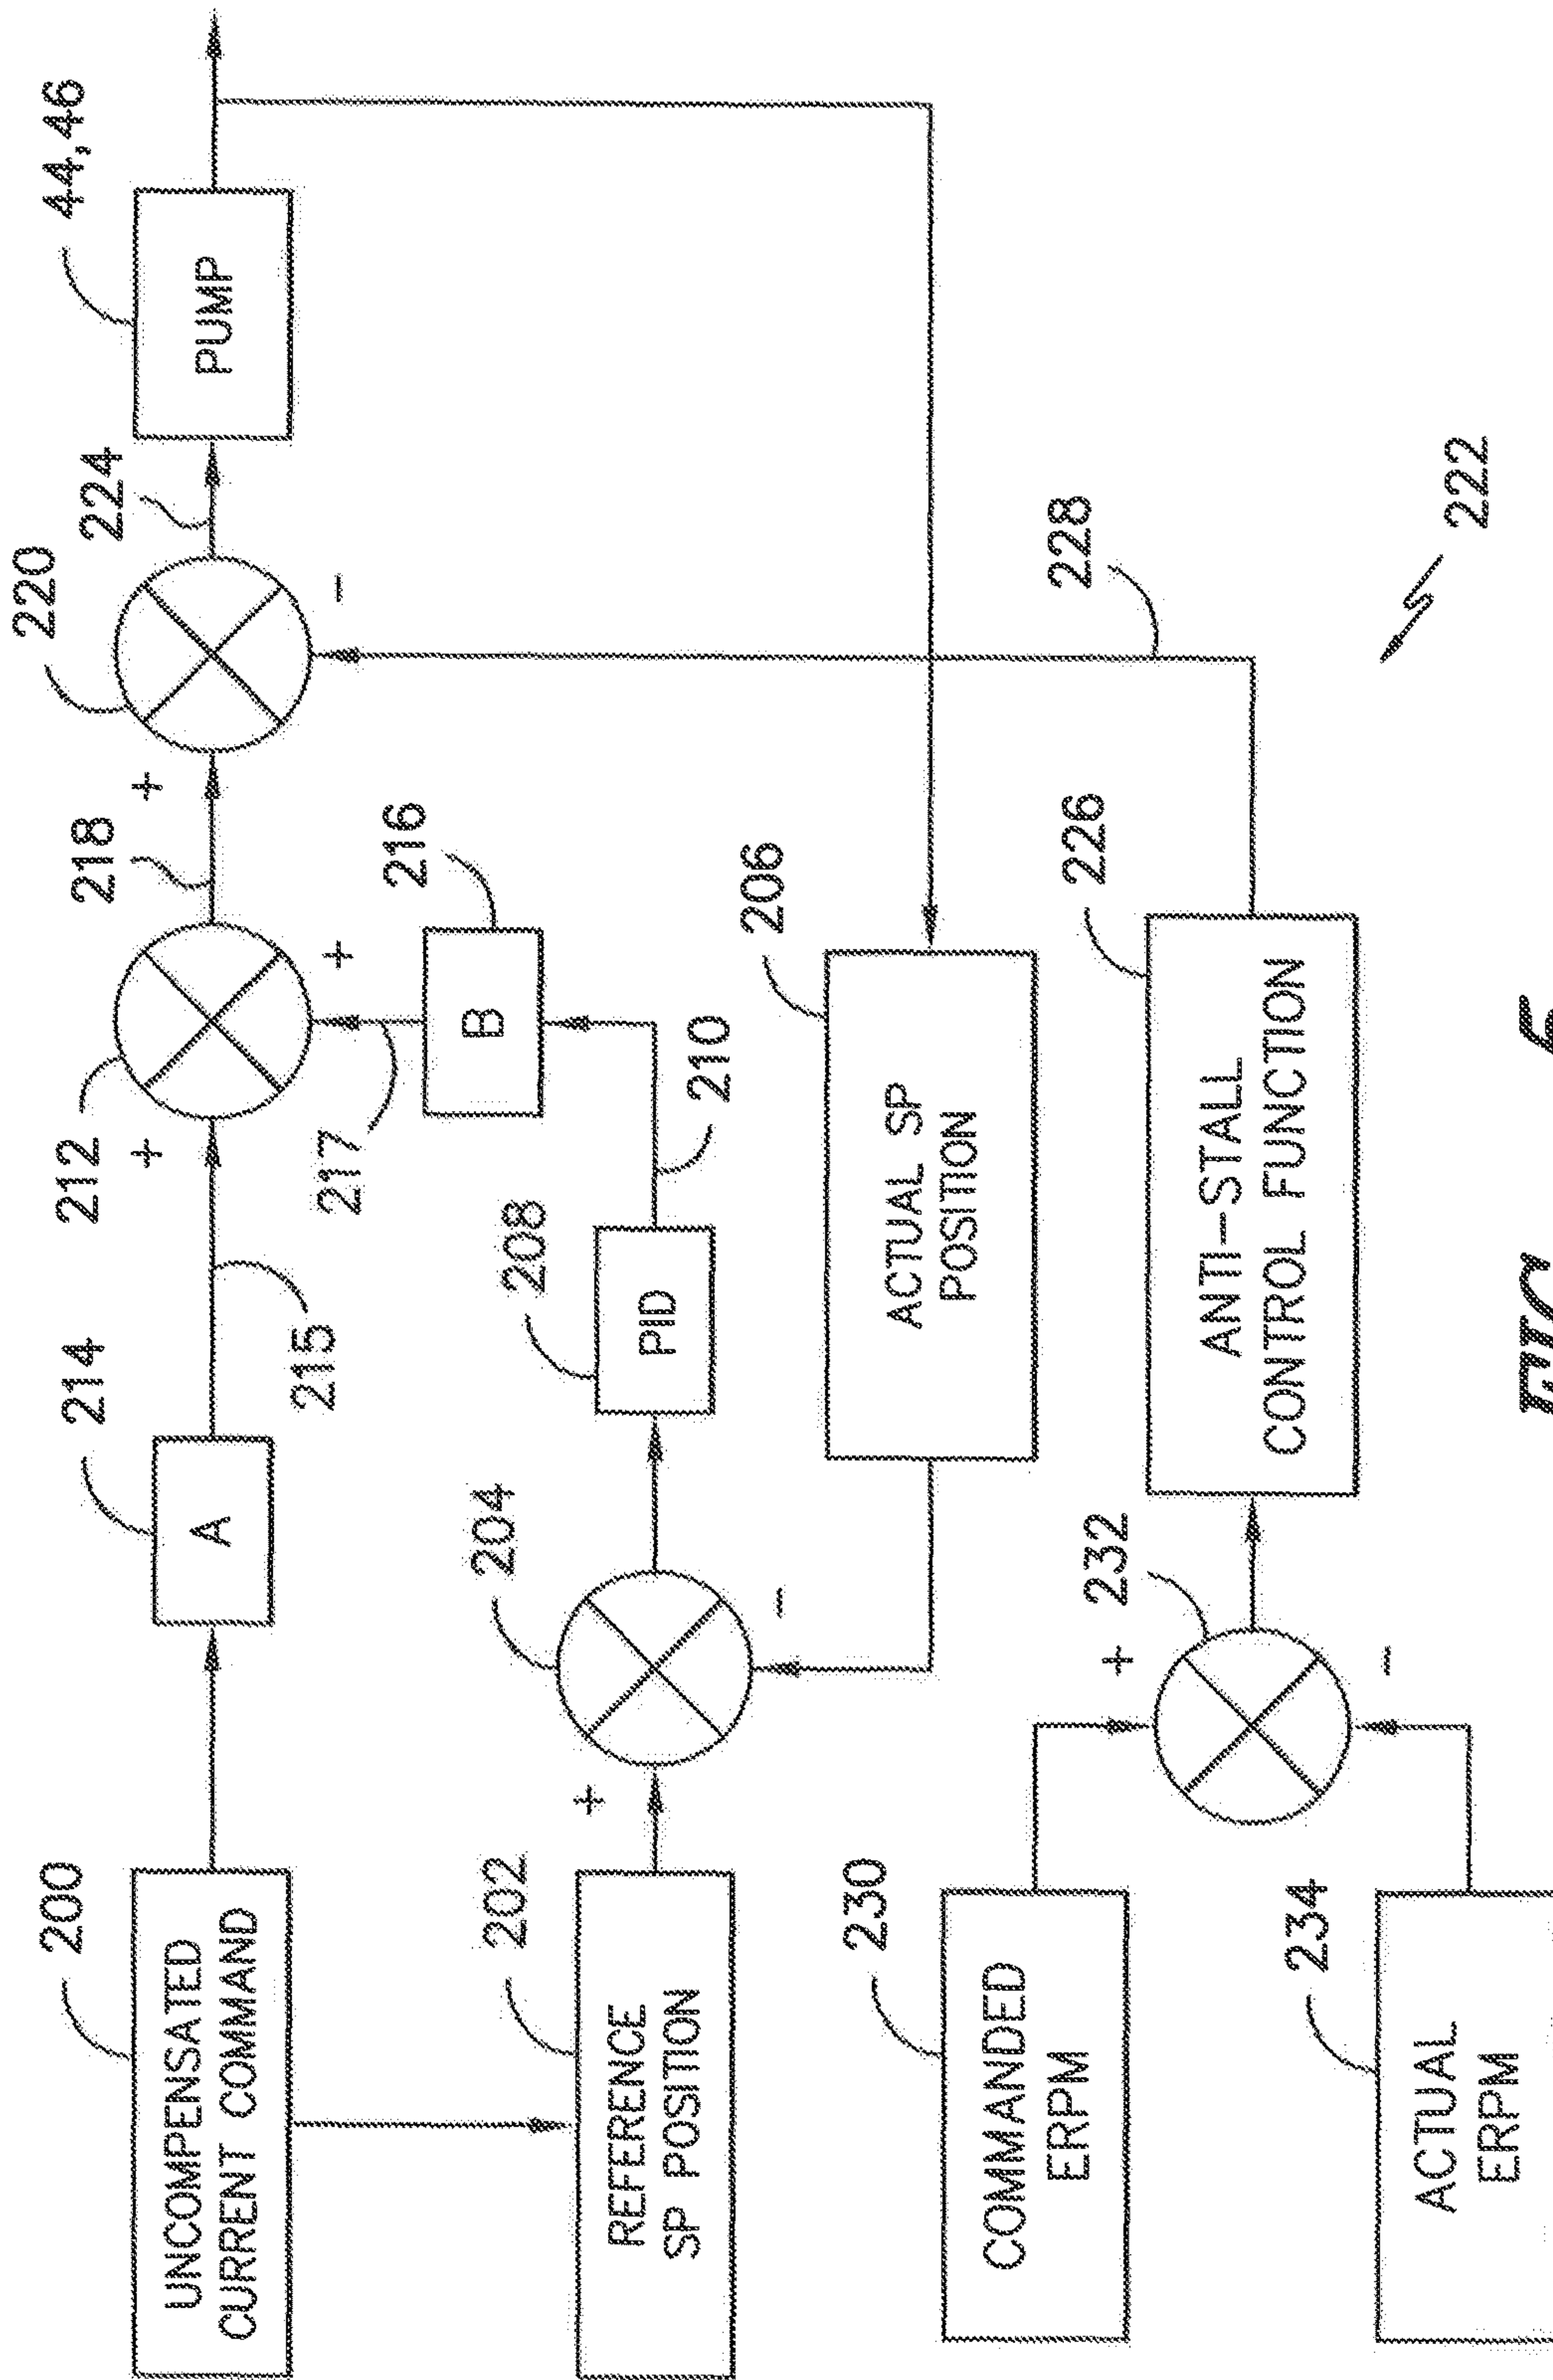 200
UNCOMPENSATED
CURRENT COMMAND
214
A
215
212
+
+
218
+
220
-
224
44,46
PUMP
217
216
B
202
REFERENCE
SP POSITION
+
204
-
208
PID
210
206
ACTUAL SP
POSITION
230
COMMANDED
ERPM
232
+
-
234
ACTUAL
ERPM
226
ANTI-STALL
CONTROL FUNCTION
228
222